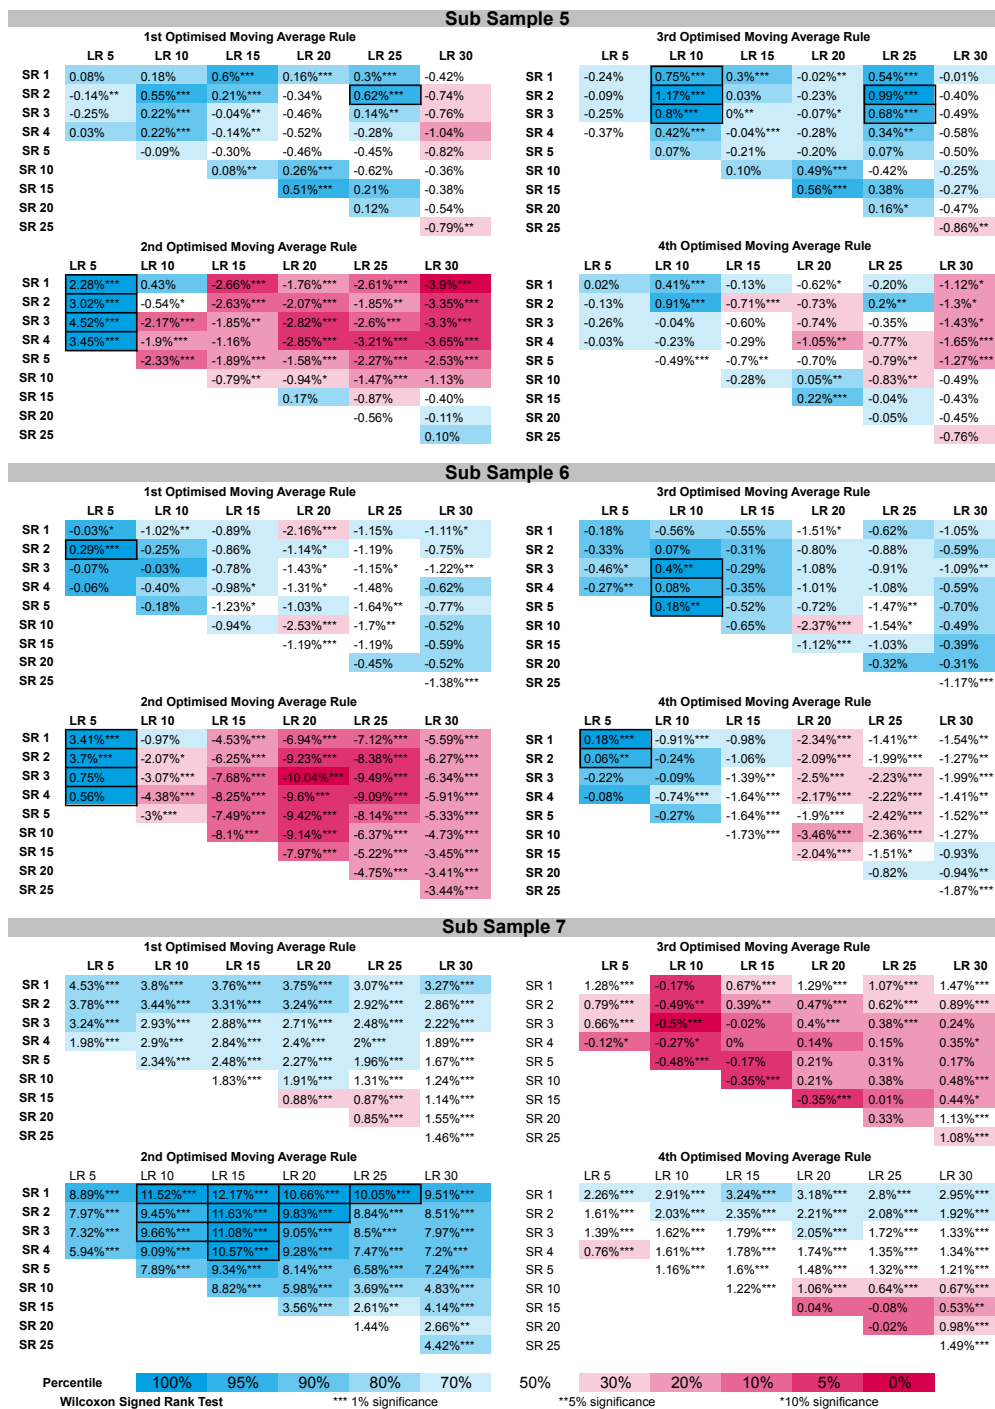 Sub Sample 5
1st Optimised Moving Average Rule
LR 5 LR 10 LR 15 LR 20 LR 25 LR 30
SR 1 0.08% 0.18% 0.6%*** 0.16%*** 0.3%*** -0.42%
SR 2 -0.14%** 0.55%*** 0.21%*** -0.34% 0.62%*** -0.74%
SR 3 -0.25% 0.22%*** -0.04%** -0.46% 0.14%** -0.76%
SR 4 0.03% 0.22%*** -0.14%** -0.52% -0.28% -1.04%
SR 5 -0.09% -0.30% -0.46% -0.45% -0.82%
SR 10 0.08%** 0.26%*** -0.62% -0.36%
SR 15 0.51%*** 0.21% -0.38%
SR 20 0.12% -0.54%
SR 25 -0.79%**
3rd Optimised Moving Average Rule
LR 5 LR 10 LR 15 LR 20 LR 25 LR 30
SR 1 -0.24% 0.75%*** 0.3%*** -0.02%** 0.54%*** -0.01%
SR 2 -0.09% 1.17%*** 0.03% -0.23% 0.99%*** -0.40%
SR 3 -0.25% 0.8%*** 0%** -0.07%* 0.68%*** -0.49%
SR 4 -0.37% 0.42%*** -0.04%*** -0.28% 0.34%** -0.58%
SR 5 0.07% -0.21% -0.20% 0.07% -0.50%
SR 10 0.10% 0.49%*** -0.42% -0.25%
SR 15 0.56%*** 0.38% -0.27%
SR 20 0.16%* -0.47%
SR 25 -0.86%**
2nd Optimised Moving Average Rule
LR 5 LR 10 LR 15 LR 20 LR 25 LR 30
SR 1 2.28%*** 0.43% -2.66%*** -1.76%*** -2.61%*** -3.9%***
SR 2 3.02%*** -0.54%* -2.63%*** -2.07%*** -1.85%** -3.35%***
SR 3 4.52%*** -2.17%*** -1.85%** -2.82%*** -2.6%*** -3.3%***
SR 4 3.45%*** -1.9%*** -1.16% -2.85%*** -3.21%*** -3.65%***
SR 5 -2.33%*** -1.89%*** -1.58%*** -2.27%*** -2.53%***
SR 10 -0.79%** -0.94%* -1.47%*** -1.13%
SR 15 0.17% -0.87% -0.40%
SR 20 -0.56% -0.11%
SR 25 0.10%
4th Optimised Moving Average Rule
LR 5 LR 10 LR 15 LR 20 LR 25 LR 30
SR 1 0.02% 0.41%*** -0.13% -0.62%* -0.20% -1.12%*
SR 2 -0.13% 0.91%*** -0.71%*** -0.73% 0.2%** -1.3%*
SR 3 -0.26% -0.04% -0.60% -0.74% -0.35% -1.43%*
SR 4 -0.03% -0.23% -0.29% -1.05%** -0.77% -1.65%***
SR 5 -0.49%*** -0.7%** -0.70% -0.79%** -1.27%***
SR 10 -0.28% 0.05%** -0.83%** -0.49%
SR 15 0.22%*** -0.04% -0.43%
SR 20 -0.05% -0.45%
SR 25 -0.76%
Sub Sample 6
1st Optimised Moving Average Rule
LR 5 LR 10 LR 15 LR 20 LR 25 LR 30
SR 1 -0.03%* -1.02%** -0.89% -2.16%*** -1.15% -1.11%*
SR 2 0.29%*** -0.25% -0.86% -1.14%* -1.19% -0.75%
SR 3 -0.07% -0.03% -0.78% -1.43%* -1.15%* -1.22%**
SR 4 -0.06% -0.40% -0.98%* -1.31%* -1.48% -0.62%
SR 5 -0.18% -1.23%* -1.03% -1.64%** -0.77%
SR 10 -0.94% -2.53%*** -1.7%** -0.52%
SR 15 -1.19%*** -1.19% -0.59%
SR 20 -0.45% -0.52%
SR 25 -1.38%***
3rd Optimised Moving Average Rule
LR 5 LR 10 LR 15 LR 20 LR 25 LR 30
SR 1 -0.18% -0.56% -0.55% -1.51%* -0.62% -1.05%
SR 2 -0.33% 0.07% -0.31% -0.80% -0.88% -0.59%
SR 3 -0.46%* 0.4%** -0.29% -1.08% -0.91% -1.09%**
SR 4 -0.27%** 0.08% -0.35% -1.01% -1.08% -0.59%
SR 5 0.18%** -0.52% -0.72% -1.47%** -0.70%
SR 10 -0.65% -2.37%*** -1.54%* -0.49%
SR 15 -1.12%*** -1.03% -0.39%
SR 20 -0.32% -0.31%
SR 25 -1.17%***
2nd Optimised Moving Average Rule
LR 5 LR 10 LR 15 LR 20 LR 25 LR 30
SR 1 3.41%*** -0.97% -4.53%*** -6.94%*** -7.12%*** -5.59%***
SR 2 3.7%*** -2.07%* -6.25%*** -9.23%*** -8.38%*** -6.27%***
SR 3 0.75% -3.07%*** -7.68%*** -10.04%*** -9.49%*** -6.34%***
SR 4 0.56% -4.38%*** -8.25%*** -9.6%*** -9.09%*** -5.91%***
SR 5 -3%*** -7.49%*** -9.42%*** -8.14%*** -5.33%***
SR 10 -8.1%*** -9.14%*** -6.37%*** -4.73%***
SR 15 -7.97%*** -5.22%*** -3.45%***
SR 20 -4.75%*** -3.41%***
SR 25 -3.44%***
4th Optimised Moving Average Rule
LR 5 LR 10 LR 15 LR 20 LR 25 LR 30
SR 1 0.18%*** -0.91%*** -0.98% -2.34%*** -1.41%** -1.54%**
SR 2 0.06%** -0.24% -1.06% -2.09%*** -1.99%*** -1.27%**
SR 3 -0.22% -0.09% -1.39%** -2.5%*** -2.23%*** -1.99%***
SR 4 -0.08% -0.74%*** -1.64%*** -2.17%*** -2.22%*** -1.41%**
SR 5 -0.27% -1.64%*** -1.9%*** -2.42%*** -1.52%**
SR 10 -1.73%*** -3.46%*** -2.36%*** -1.27%
SR 15 -2.04%*** -1.51%* -0.93%
SR 20 -0.82% -0.94%**
SR 25 -1.87%***
Sub Sample 7
1st Optimised Moving Average Rule
LR 5 LR 10 LR 15 LR 20 LR 25 LR 30
SR 1 4.53%*** 3.8%*** 3.76%*** 3.75%*** 3.07%*** 3.27%***
SR 2 3.78%*** 3.44%*** 3.31%*** 3.24%*** 2.92%*** 2.86%***
SR 3 3.24%*** 2.93%*** 2.88%*** 2.71%*** 2.48%*** 2.22%***
SR 4 1.98%*** 2.9%*** 2.84%*** 2.4%*** 2%*** 1.89%***
SR 5 2.34%*** 2.48%*** 2.27%*** 1.96%*** 1.67%***
SR 10 1.83%*** 1.91%*** 1.31%*** 1.24%***
SR 15 0.88%*** 0.87%*** 1.14%***
SR 20 0.85%*** 1.55%***
SR 25 1.46%***
3rd Optimised Moving Average Rule
LR 5 LR 10 LR 15 LR 20 LR 25 LR 30
SR 1 1.28%*** -0.17% 0.67%*** 1.29%*** 1.07%*** 1.47%***
SR 2 0.79%*** -0.49%** 0.39%** 0.47%*** 0.62%*** 0.89%***
SR 3 0.66%*** -0.5%*** -0.02% 0.4%*** 0.38%*** 0.24%
SR 4 -0.12%* -0.27%* 0% 0.14% 0.15% 0.35%*
SR 5 -0.48%*** -0.17% 0.21% 0.31% 0.17%
SR 10 -0.35%*** 0.21% 0.38% 0.48%***
SR 15 -0.35%*** 0.01% 0.44%*
SR 20 0.33% 1.13%***
SR 25 1.08%***
2nd Optimised Moving Average Rule
LR 5 LR 10 LR 15 LR 20 LR 25 LR 30
SR 1 8.89%*** 11.52%*** 12.17%*** 10.66%*** 10.05%*** 9.51%***
SR 2 7.97%*** 9.45%*** 11.63%*** 9.83%*** 8.84%*** 8.51%***
SR 3 7.32%*** 9.66%*** 11.08%*** 9.05%*** 8.5%*** 7.97%***
SR 4 5.94%*** 9.09%*** 10.57%*** 9.28%*** 7.47%*** 7.2%***
SR 5 7.89%*** 9.34%*** 8.14%*** 6.58%*** 7.24%***
SR 10 8.82%*** 5.98%*** 3.69%*** 4.83%***
SR 15 3.56%*** 2.61%** 4.14%***
SR 20 1.44% 2.66%**
SR 25 4.42%***
4th Optimised Moving Average Rule
LR 5 LR 10 LR 15 LR 20 LR 25 LR 30
SR 1 2.26%*** 2.91%*** 3.24%*** 3.18%*** 2.8%*** 2.95%***
SR 2 1.61%*** 2.03%*** 2.35%*** 2.21%*** 2.08%*** 1.92%***
SR 3 1.39%*** 1.62%*** 1.79%*** 2.05%*** 1.72%*** 1.33%***
SR 4 0.76%*** 1.61%*** 1.78%*** 1.74%*** 1.35%*** 1.34%***
SR 5 1.16%*** 1.6%*** 1.48%*** 1.32%*** 1.21%***
SR 10 1.22%*** 1.06%*** 0.64%*** 0.67%***
SR 15 0.04% -0.08% 0.53%**
SR 20 -0.02% 0.98%***
SR 25 1.49%***
Percentile 100% 95% 90% 80% 70% 50% 30% 20% 10% 5% 0%
Wilcoxon Signed Rank Test *** 1% significance **5% significance *10% significance